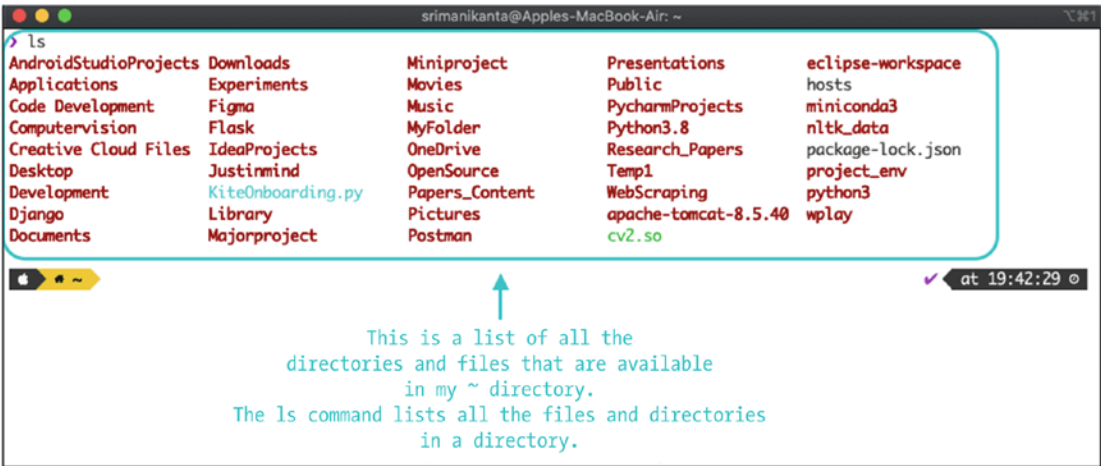 srimanikanta@Apples-MacBook-Air: ~ ⌥⌘1
❯ ls
AndroidStudioProjects Downloads Miniproject Presentations eclipse-workspace
Applications Experiments Movies Public hosts
Code Development Figma Music PycharmProjects miniconda3
Computervision Flask MyFolder Python3.8 nltk_data
Creative Cloud Files IdeaProjects OneDrive Research_Papers package-lock.json
Desktop Justinmind OpenSource Temp1 project_env
Development KiteOnboarding.py Papers_Content WebScraping python3
Django Library Pictures apache-tomcat-8.5.40 wplay
Documents Majorproject Postman cv2.so
~ ✔ at 19:42:29
This is a list of all the
directories and files that are available
in my ~ directory.
The ls command lists all the files and directories
in a directory.